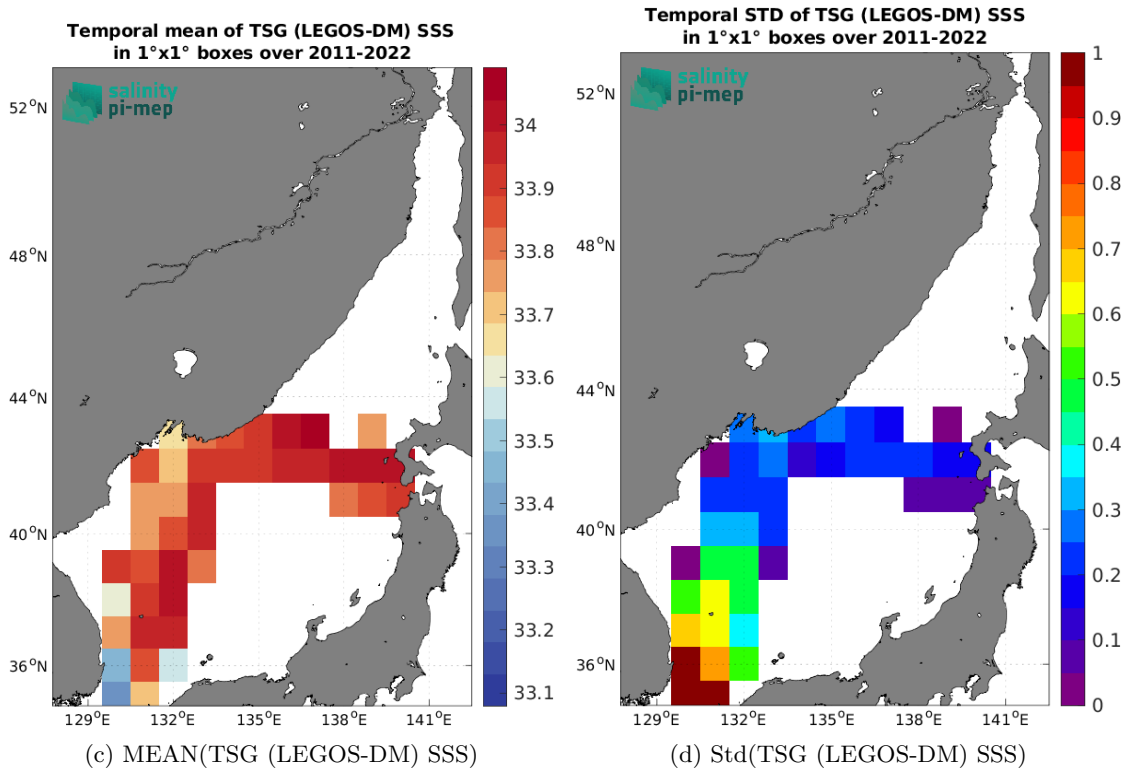 Temporal mean of TSG (LEGOS-DM) SSS
in 1°x1° boxes over 2011-2022
salinity
pi-mep
52°N
48°N
44°N
40°N
36°N
129°E
132°E
135°E
138°E
141°E
34
33.9
33.8
33.7
33.6
33.5
33.4
33.3
33.2
33.1
(c) MEAN(TSG (LEGOS-DM) SSS)
Temporal STD of TSG (LEGOS-DM) SSS
in 1°x1° boxes over 2011-2022
salinity
pi-mep
52°N
48°N
44°N
40°N
36°N
129°E
132°E
135°E
138°E
141°E
1
0.9
0.8
0.7
0.6
0.5
0.4
0.3
0.2
0.1
0
(d) Std(TSG (LEGOS-DM) SSS)